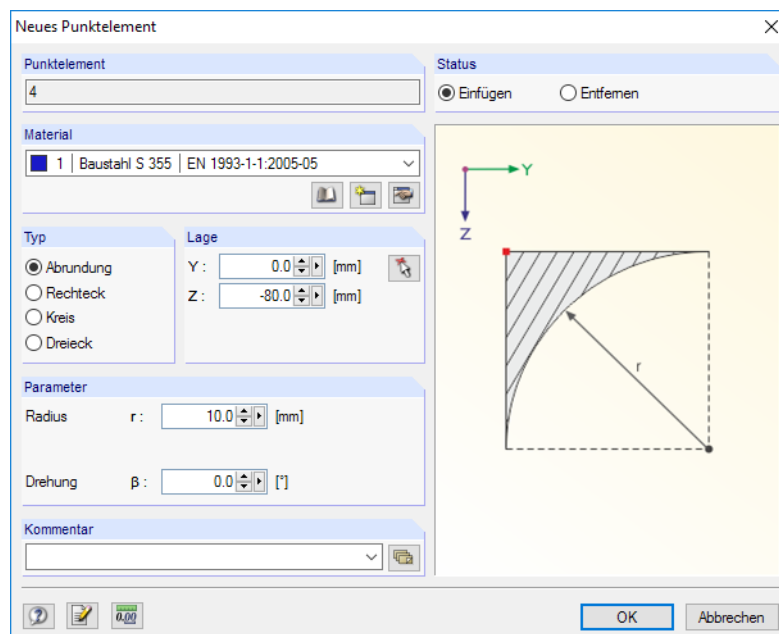 Neues Punktelement
Punktelement
4
Status
Einfügen
Entfernen
Material
1 Baustahl S 355 EN 1993-1-1:2005-05
Typ
Abrundung
Rechteck
Kreis
Dreieck
Lage
Y : 0.0 [mm]
Z : -80.0 [mm]
Parameter
Radius r : 10.0 [mm]
Drehung β : 0.0 [°]
Kommentar
Y
Z
r
0.00
OK
Abbrechen